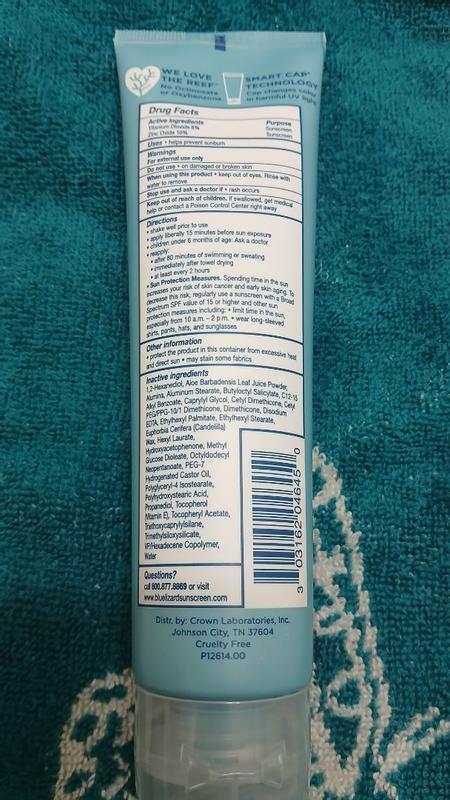 WE LOVE
THE REEF*
No Octinoxate
or Oxybenzone
SMART CAP*
TECHNOLOGY
Cap changes color
in harmful UV light
Drug Facts
Active ingredients Purpose
Titanium Dioxide 8% Sunscreen
Zinc Oxide 10% Sunscreen
Uses • helps prevent sunburn
Warnings
For external use only
Do not use • on damaged or broken skin
When using this product • keep out of eyes. Rinse with
water to remove
Stop use and ask a doctor if • rash occurs
Keep out of reach of children. If swallowed, get medical
help or contact a Poison Control Center right away
Directions
• shake well prior to use
• apply liberally 15 minutes before sun exposure
• children under 6 months of age: Ask a doctor
• reapply:
• after 80 minutes of swimming or sweating
• immediately after towel drying
• at least every 2 hours
• Sun Protection Measures. Spending time in the sun
increases your risk of skin cancer and early skin aging. To
decrease this risk, regularly use a sunscreen with a Broad
Spectrum SPF value of 15 or higher and other sun
protection measures including: • limit time in the sun,
especially from 10 a.m. - 2 p.m. • wear long-sleeved
shirts, pants, hats, and sunglasses
Other information
• protect the product in this container from excessive heat
and direct sun • may stain some fabrics
Inactive ingredients
1,2-Hexanediol, Aloe Barbadensis Leaf Juice Powder,
Alumina, Aluminum Stearate, Butyloctyl Salicylate, C12-15
Alkyl Benzoate, Caprylyl Glycol, Cetyl Dimethicone, Cetyl
PEG/PPG-10/1 Dimethicone, Dimethicone, Disodium
EDTA, Ethylhexyl Palmitate, Ethylhexyl Stearate,
Euphorbia Cerifera (Candelilla)
Wax, Hexyl Laurate,
Hydroxyacetophenone, Methyl
Glucose Dioleate, Octyldodecyl
Neopentanoate, PEG-7
Hydrogenated Castor Oil,
Polyglyceryl-4 Isostearate,
Polyhydroxystearic Acid,
Propanediol, Tocopherol
(Vitamin E), Tocopheryl Acetate,
Triethoxycaprylylsilane,
Trimethylsiloxysilicate,
VP/Hexadecene Copolymer,
Water
3 03162 04645 0
Questions?
call 800.877.8869 or visit
www.bluelizardsunscreen.com
Distr. by: Crown Laboratories, Inc.
Johnson City, TN 37604
Cruelty Free
P12614.00